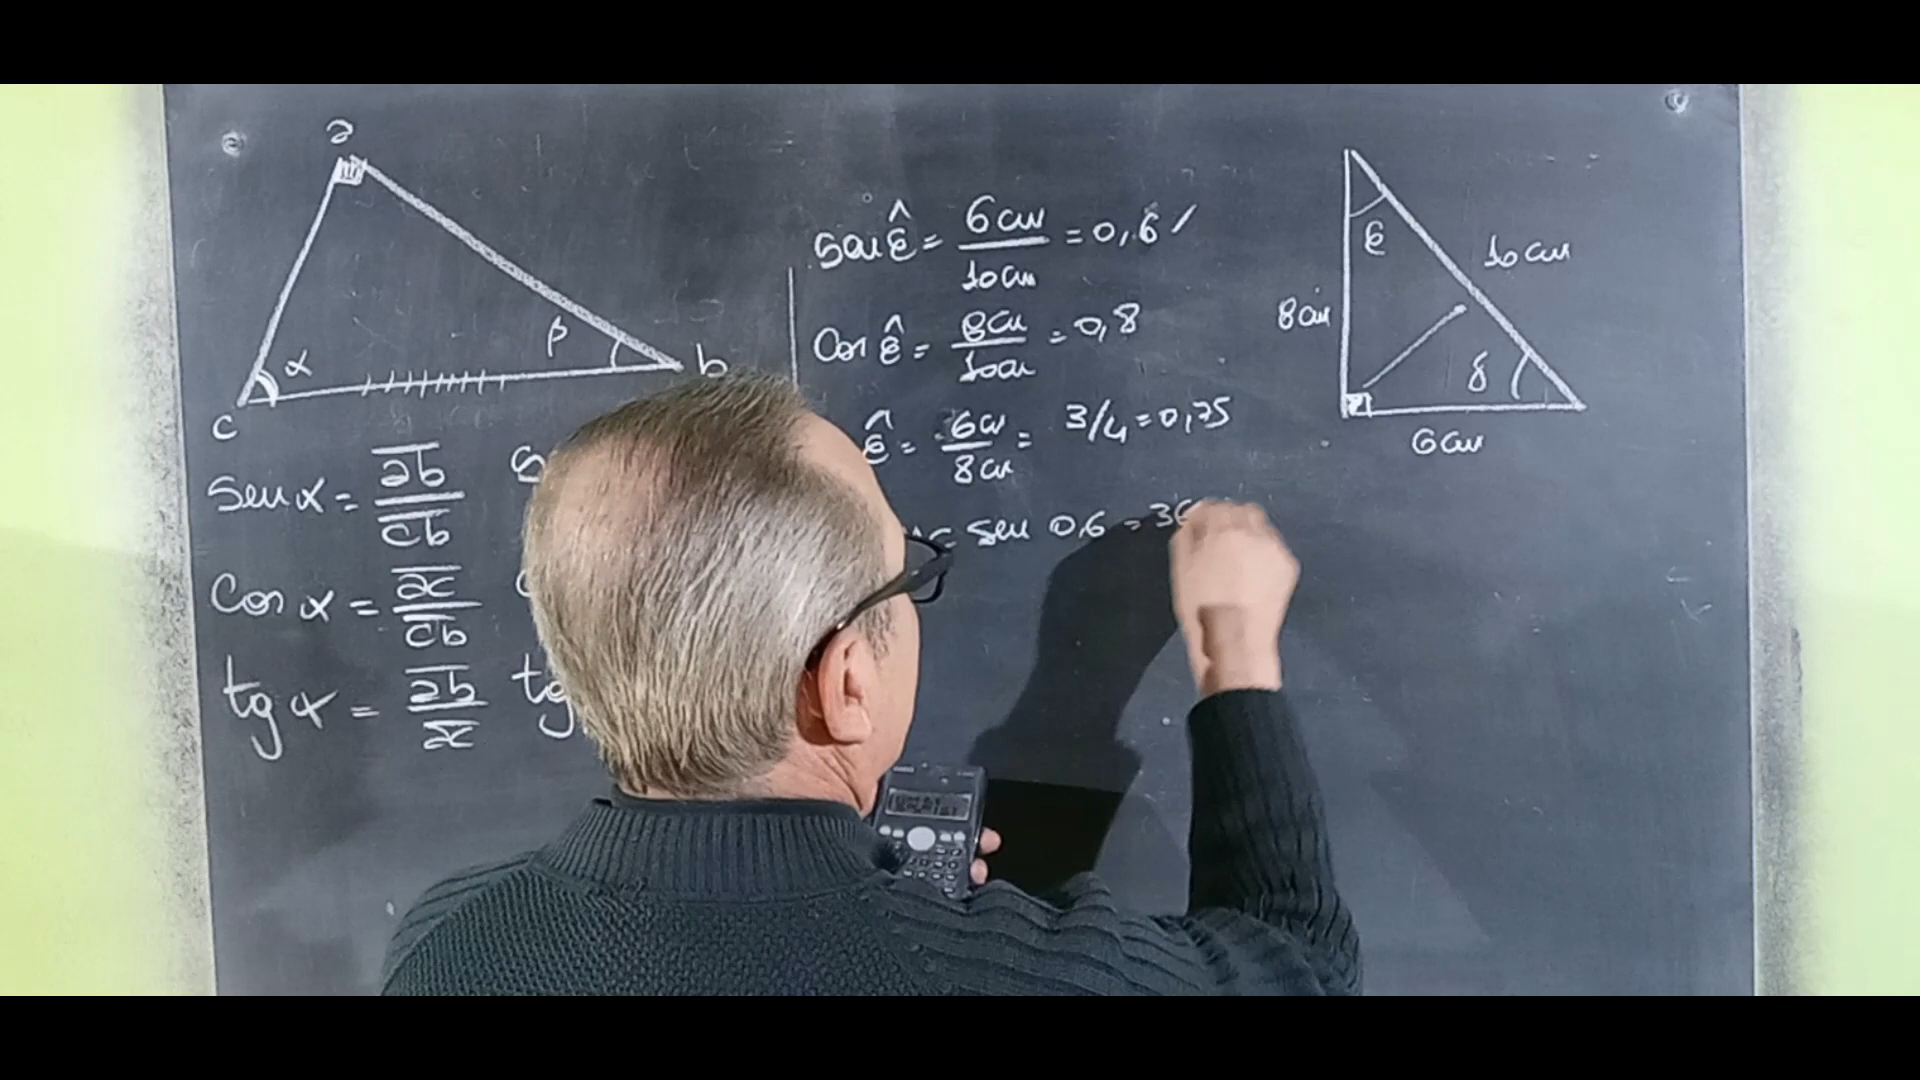 a
α
β
b
c
sen α = ab / cb
cos α = ac / cb
tg α = ab / ac
tg
sen ε̂ = 6cm / 10cm = 0,6
cos ε̂ = 8cm / 10cm = 0,8
ε̂ = 6cm / 8cm = 3/4 = 0,75
sen 0,6 = 36
ε
10cm
8cm
δ
6cm